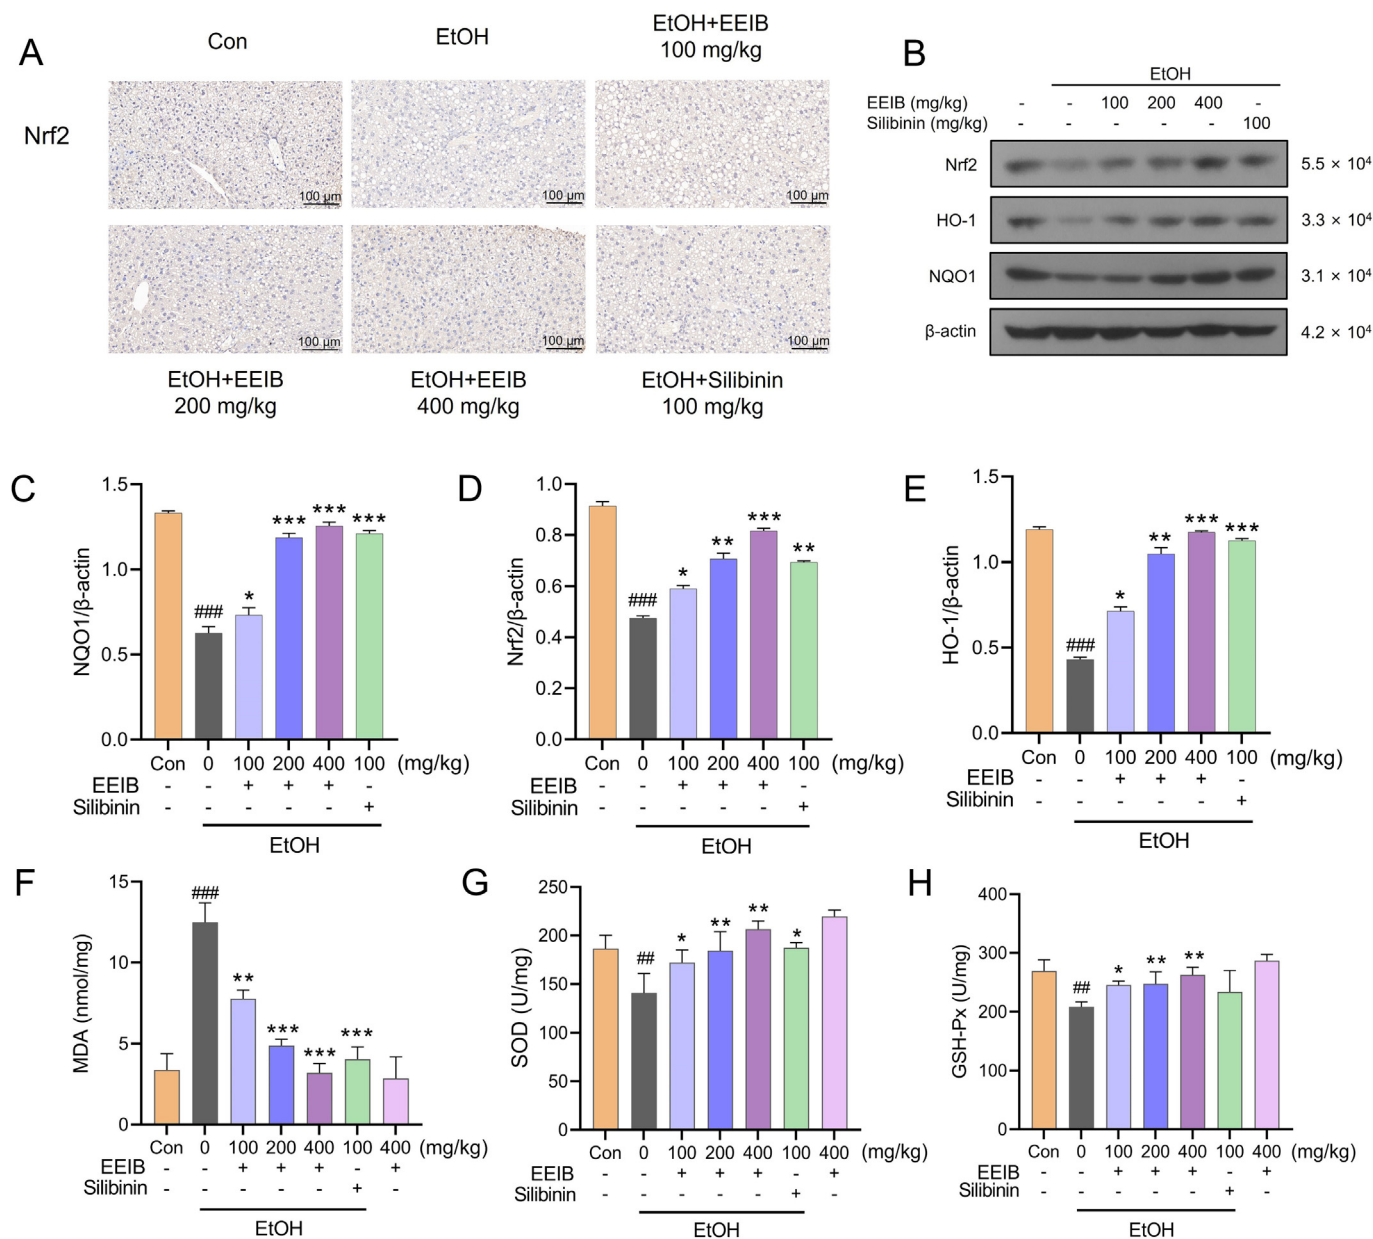 A
Con
EtOH
EtOH+EEIB
100 mg/kg
Nrf2
100 μm
100 μm
100 μm
100 μm
100 μm
100 μm
EtOH+EEIB
200 mg/kg
EtOH+EEIB
400 mg/kg
EtOH+Silibinin
100 mg/kg
B
EtOH
EEIB (mg/kg) - - 100 200 400 -
Silibinin (mg/kg) - - - - - 100
Nrf2 5.5 × 10⁴
HO-1 3.3 × 10⁴
NQO1 3.1 × 10⁴
β-actin 4.2 × 10⁴
C
NQO1/β-actin
1.5
1.0
0.5
0.0
### * *** *** ***
Con 0 100 200 400 100 (mg/kg)
EEIB - - + + + -
Silibinin - - - - - +
EtOH
D
Nrf2/β-actin
1.0
0.8
0.6
0.4
0.2
0.0
### * ** *** **
Con 0 100 200 400 100 (mg/kg)
EEIB - - + + + -
Silibinin - - - - - +
EtOH
E
HO-1/β-actin
1.5
1.0
0.5
0.0
### * ** *** ***
Con 0 100 200 400 100 (mg/kg)
EEIB - - + + + -
Silibinin - - - - - +
EtOH
F
MDA (nmol/mg)
15
10
5
0
### ** *** *** ***
Con 0 100 200 400 100 400 (mg/kg)
EEIB - - + + + - +
Silibinin - - - - - + -
EtOH
G
SOD (U/mg)
250
200
150
100
50
0
## * ** ** *
Con 0 100 200 400 100 400 (mg/kg)
EEIB - - + + + - +
Silibinin - - - - - + -
EtOH
H
GSH-Px (U/mg)
400
300
200
100
0
## * ** **
Con 0 100 200 400 100 400 (mg/kg)
EEIB - - + + + - +
Silibinin - - - - - + -
EtOH